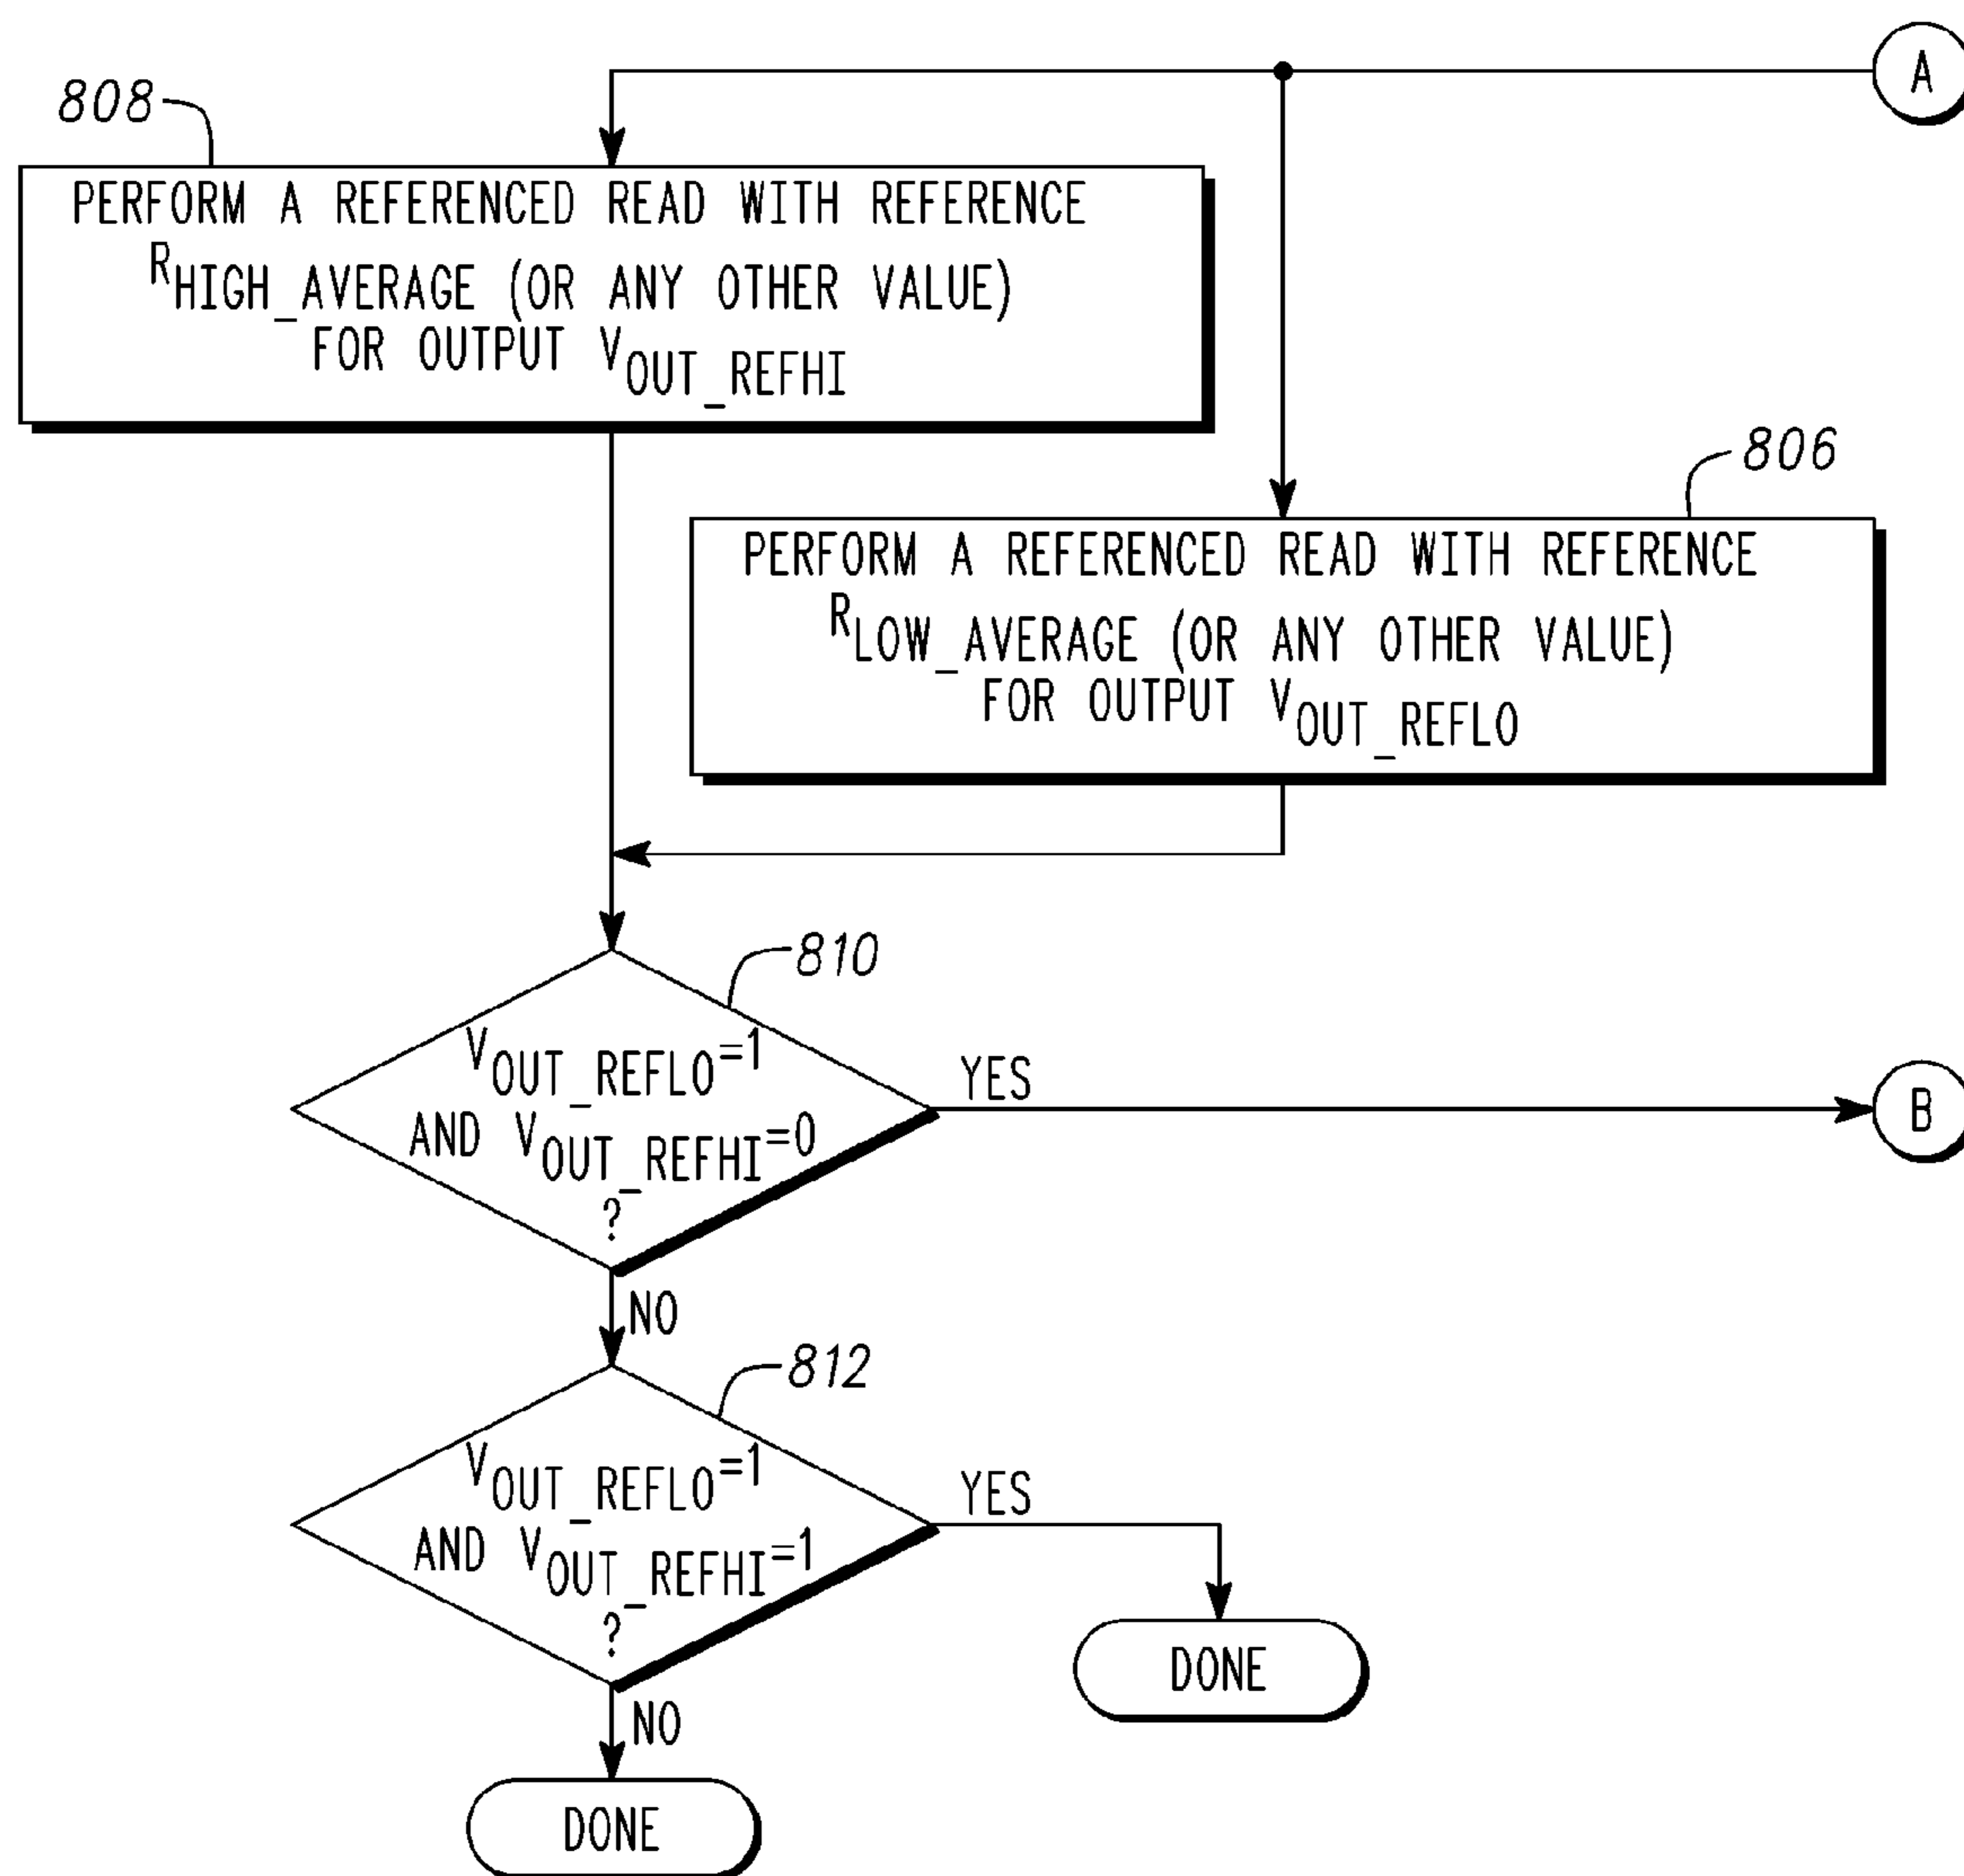 A
808
PERFORM A REFERENCED READ WITH REFERENCE
RHIGH_AVERAGE (OR ANY OTHER VALUE)
FOR OUTPUT VOUT_REFHI
806
PERFORM A REFERENCED READ WITH REFERENCE
RLOW_AVERAGE (OR ANY OTHER VALUE)
FOR OUTPUT VOUT_REFLO
810
VOUT_REFLO=1
AND VOUT_REFHI=0
?
YES
B
NO
812
VOUT_REFLO=1
AND VOUT_REFHI=1
?
YES
DONE
NO
DONE